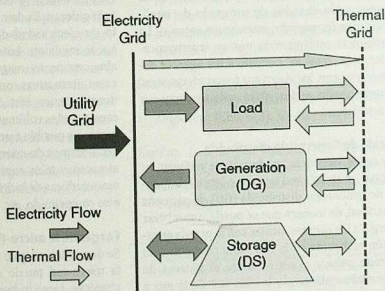 Electricity
Grid
Thermal
Grid
Utility
Grid
Load
Generation
(DG)
Storage
(DS)
Electricity Flow
Thermal Flow